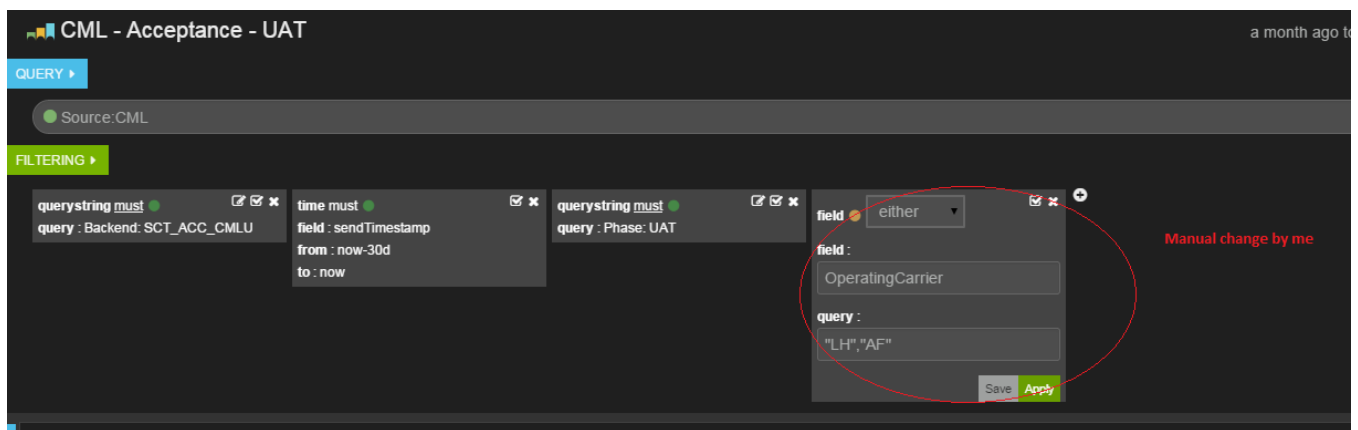 CML - Acceptance - UAT
a month ago to
QUERY
Source:CML
FILTERING
querystring must
query : Backend: SCT_ACC_CMLU
time must
field : sendTimestamp
from : now-30d
to : now
querystring must
query : Phase: UAT
field either
field :
OperatingCarrier
query :
"LH","AF"
Save Apply
Manual change by me